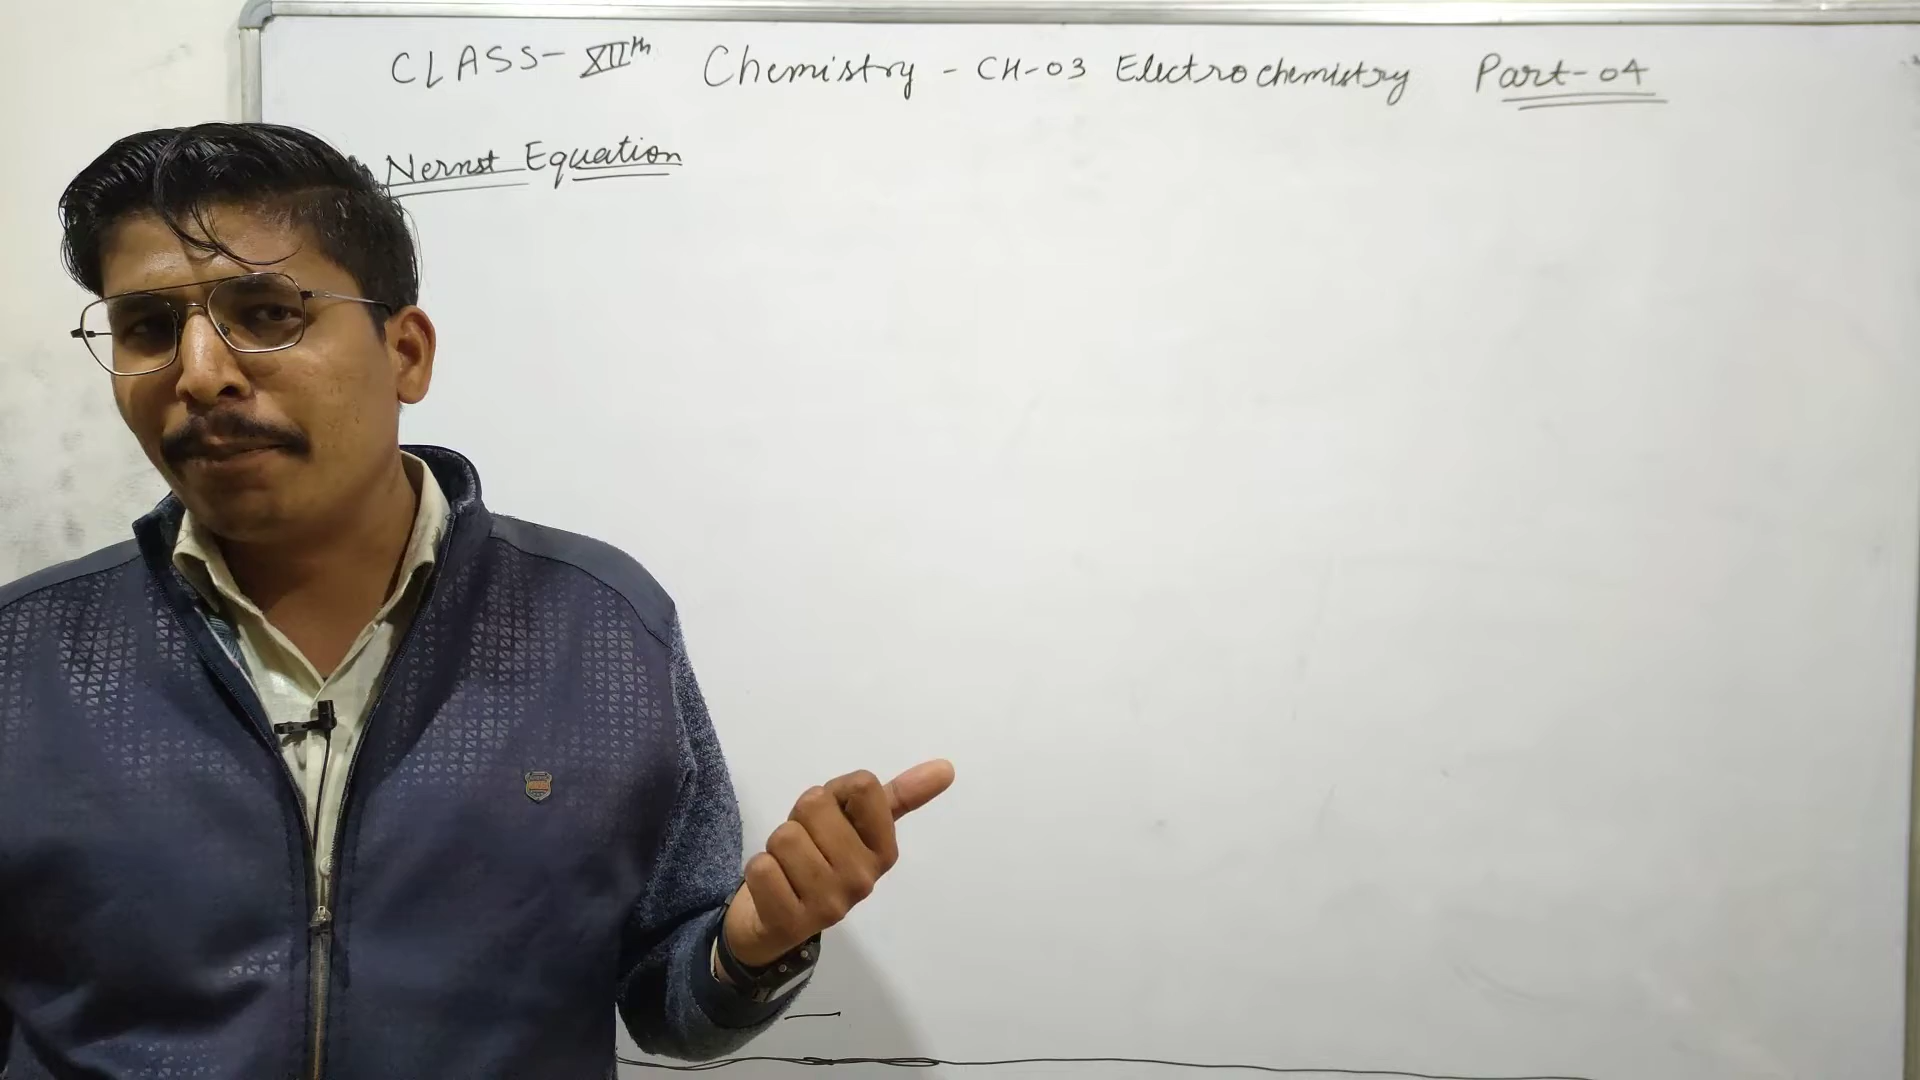 CLASS- XIIth Chemistry - CH-03 Electrochemistry Part-04
Nernst Equation